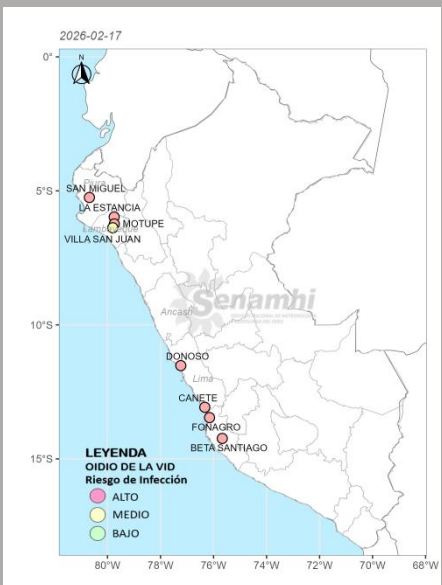 2026-02-17
N
0°
5°S
10°S
15°S
Piura
SAN MIGUEL
LA ESTANCIA
MOTUPE
Lambayeque
VILLA SAN JUAN
Senamhi
Ancash
DONOSO
Lima
CANETE
FONAGRO
BETA SANTIAGO
LEYENDA
OIDIO DE LA VID
Riesgo de Infección
ALTO
MEDIO
BAJO
80°W 78°W 76°W 74°W 72°W 70°W 68°W